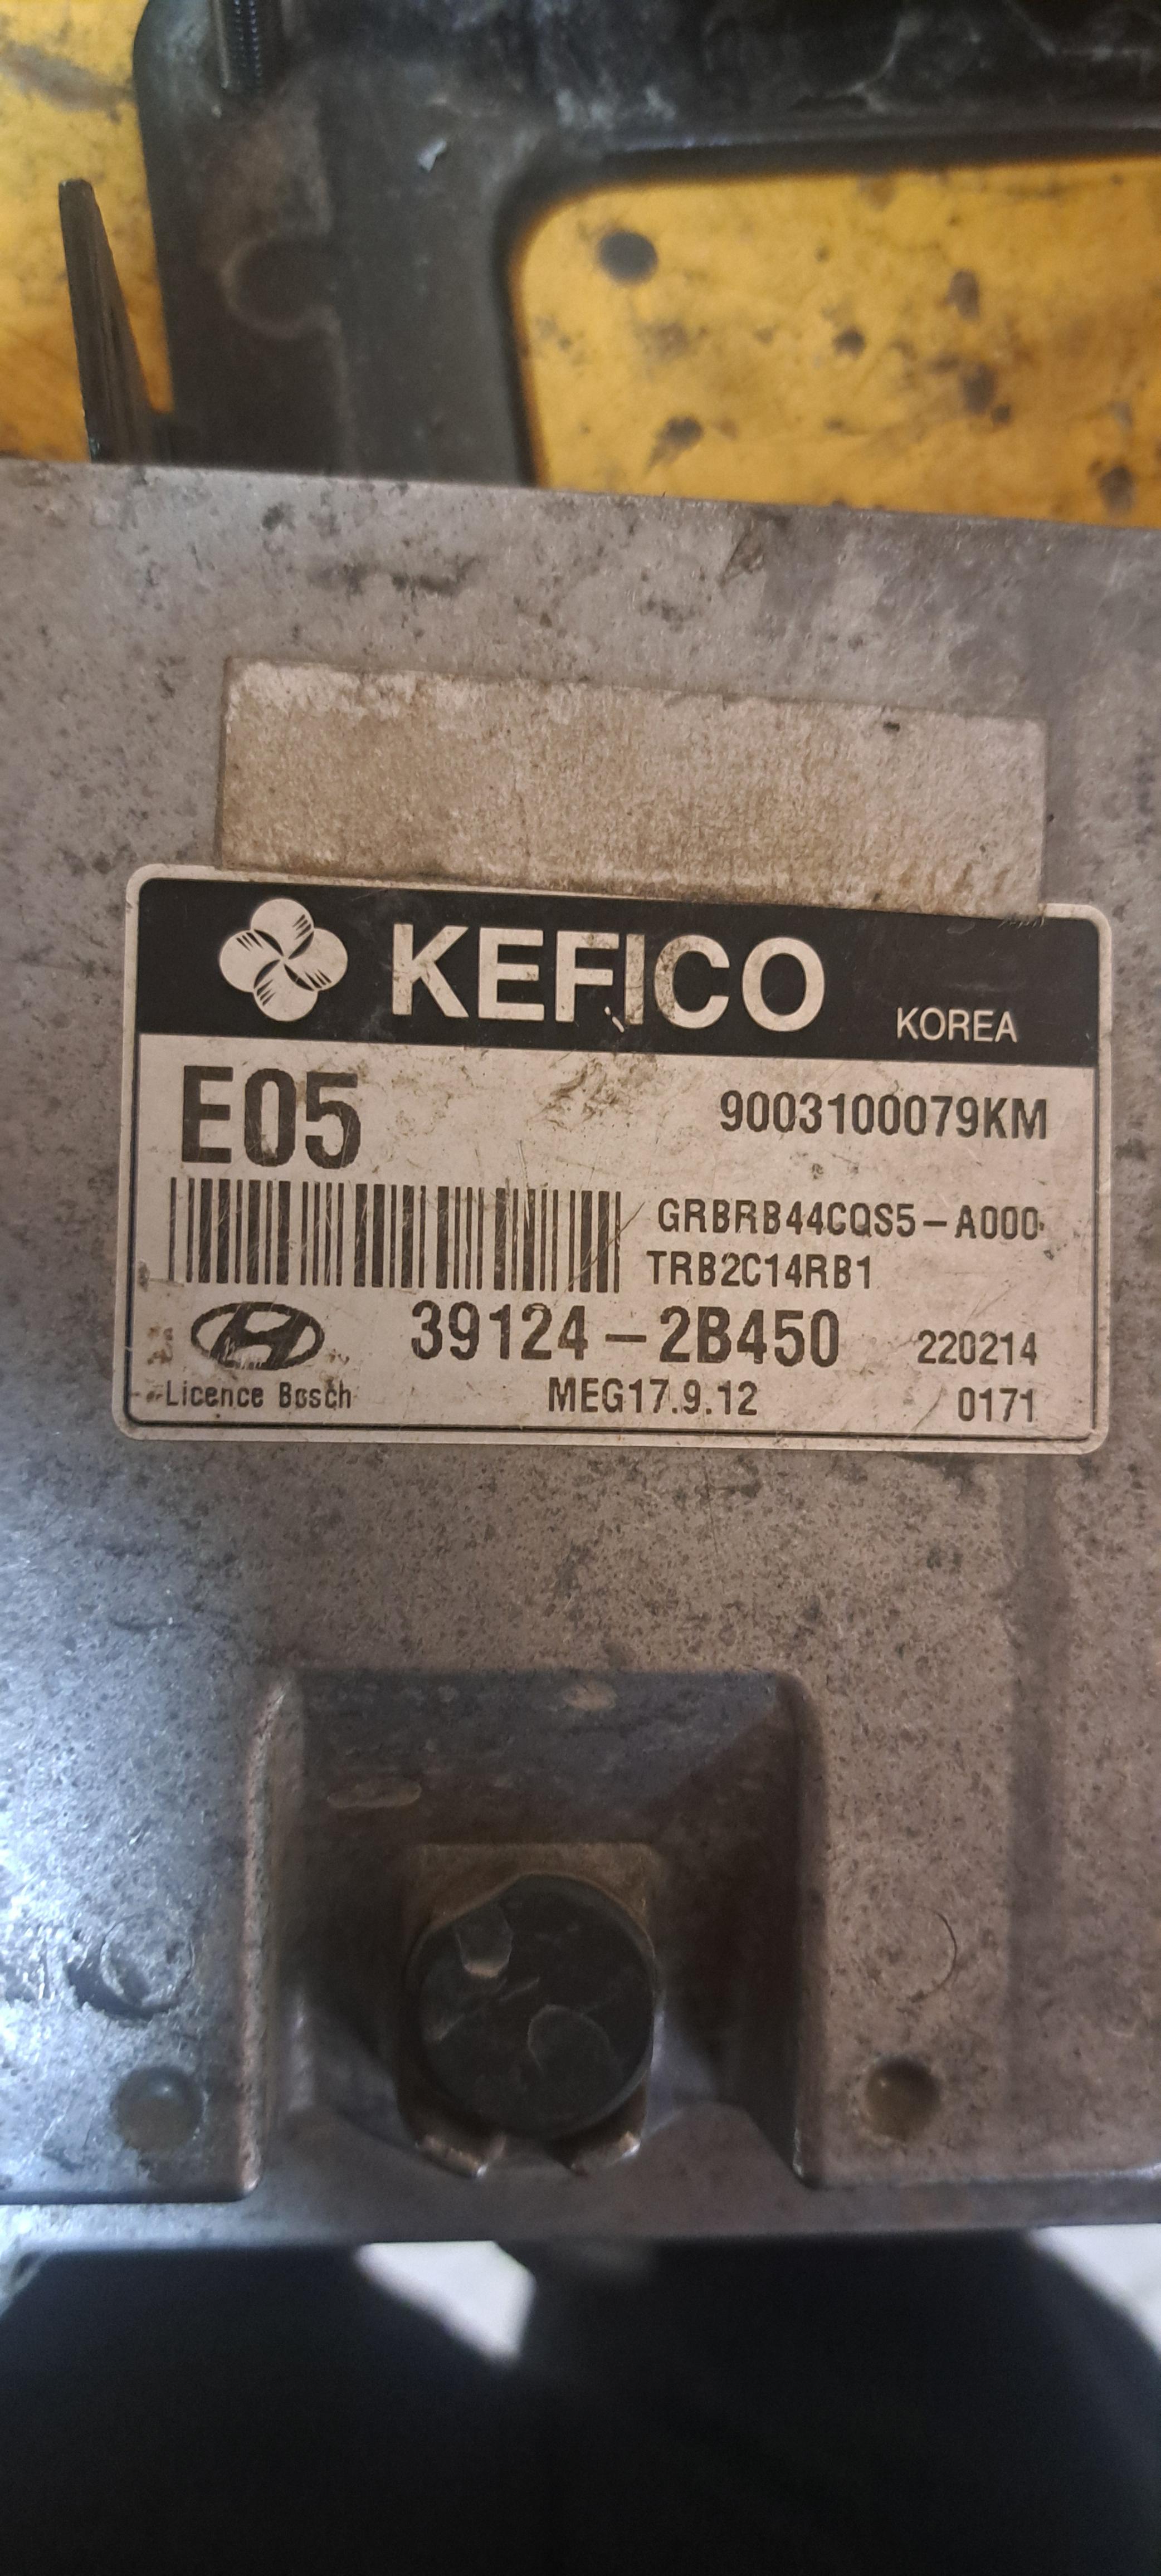 KEFICO KOREA
E05 9003100079KM
GRBRB44CQS5-A000
TRB2C14RB1
39124-2B450 220214
Licence Bosch MEG17.9.12 0171